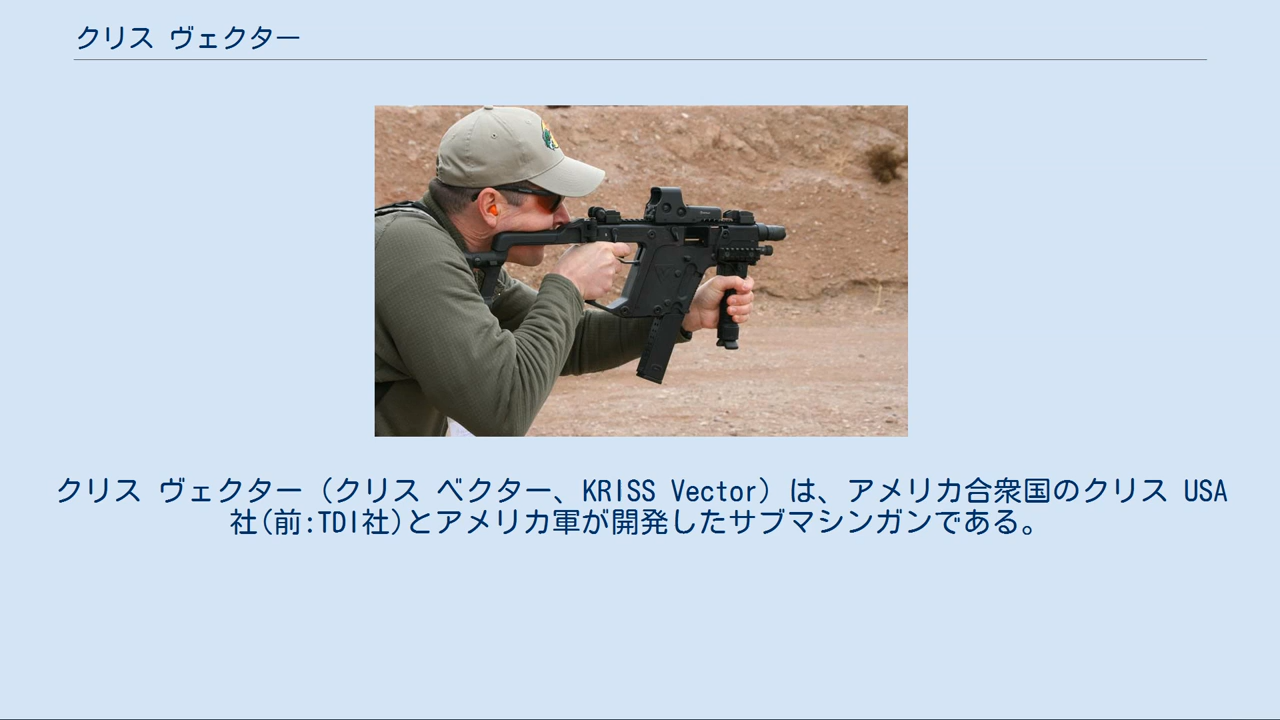 クリス ヴェクター
クリス ヴェクター（クリス ベクター、KRISS Vector）は、アメリカ合衆国のクリス USA
社(前:TDI社)とアメリカ軍が開発したサブマシンガンである。